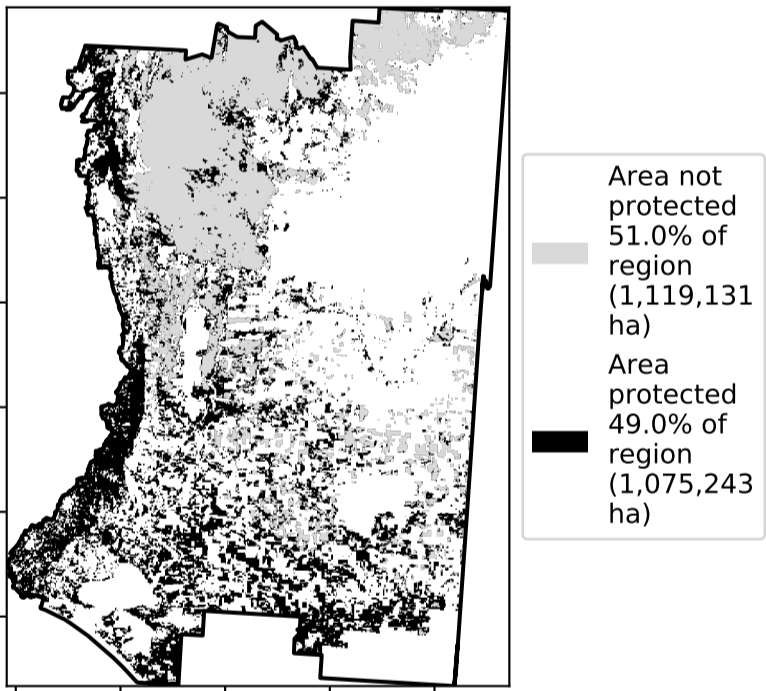 Area not
protected
51.0% of
region
(1,119,131
ha)
Area
protected
49.0% of
region
(1,075,243
ha)